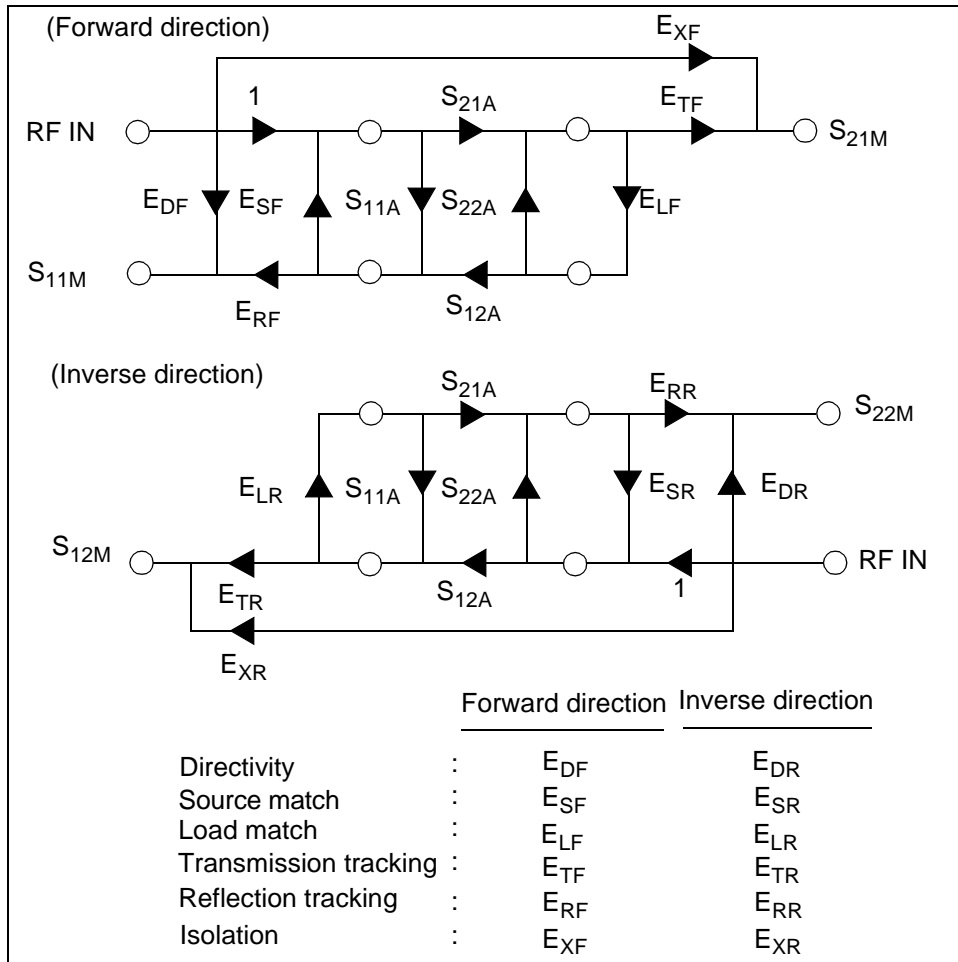 (Forward direction)
E_XF
1
S_21A
E_TF
RF IN
S_21M
E_DF
E_SF
S_11A
S_22A
E_LF
S_11M
E_RF
S_12A
(Inverse direction)
S_21A
E_RR
S_22M
E_LR
S_11A
S_22A
E_SR
E_DR
S_12M
RF IN
E_TR
S_12A
1
E_XR
Forward direction Inverse direction
Directivity : E_DF E_DR
Source match : E_SF E_SR
Load match : E_LF E_LR
Transmission tracking : E_TF E_TR
Reflection tracking : E_RF E_RR
Isolation : E_XF E_XR